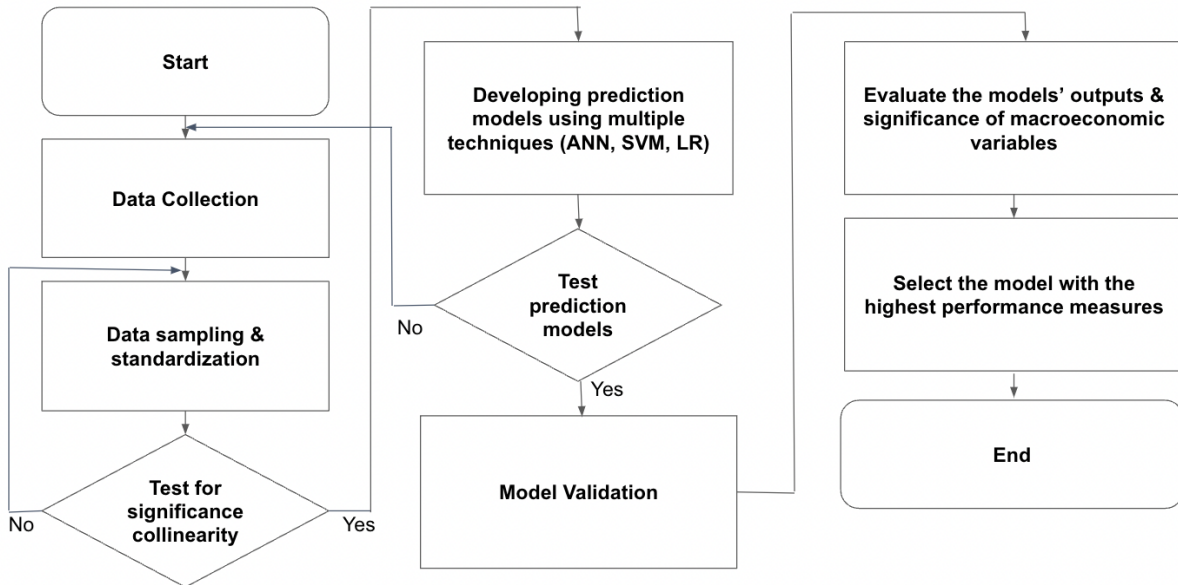 Start
Data Collection
Data sampling &
standardization
Test for
significance
collinearity
No
Yes
Developing prediction
models using multiple
techniques (ANN, SVM, LR)
Test
prediction
models
No
Yes
Model Validation
Evaluate the models’ outputs &
significance of macroeconomic
variables
Select the model with the
highest performance measures
End